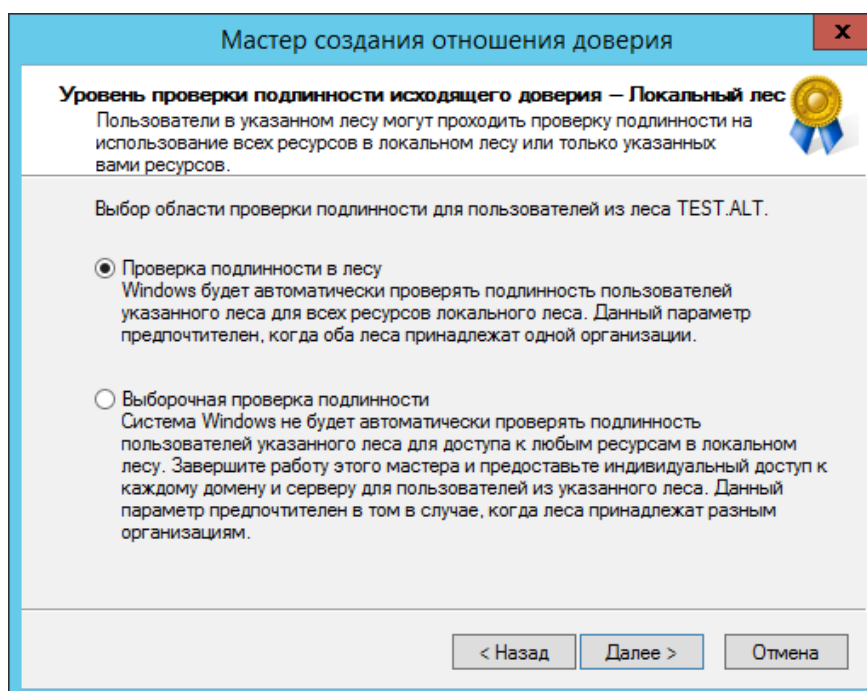 Мастер создания отношения доверия
x
Уровень проверки подлинности исходящего доверия – Локальный лес
Пользователи в указанном лесу могут проходить проверку подлинности на
использование всех ресурсов в локальном лесу или только указанных
вами ресурсов.
Выбор области проверки подлинности для пользователей из леса TEST.ALT.
Проверка подлинности в лесу
Windows будет автоматически проверять подлинность пользователей
указанного леса для всех ресурсов локального леса. Данный параметр
предпочтителен, когда оба леса принадлежат одной организации.
Выборочная проверка подлинности
Система Windows не будет автоматически проверять подлинность
пользователей указанного леса для доступа к любым ресурсам в локальном
лесу. Завершите работу этого мастера и предоставьте индивидуальный доступ к
каждому домену и серверу для пользователей из указанного леса. Данный
параметр предпочтителен в том в случае, когда леса принадлежат разным
организациям.
< Назад
Далее >
Отмена